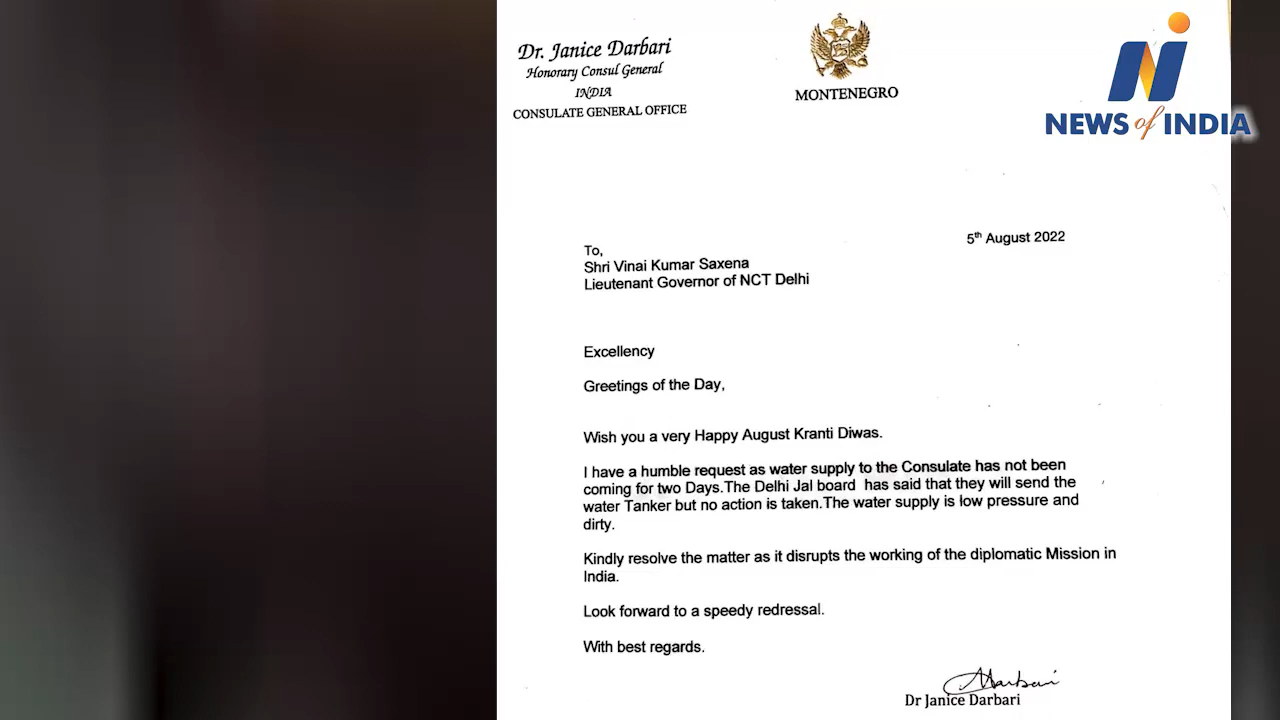 Dr. Janice Darbari
Honorary Consul General
INDIA
CONSULATE GENERAL OFFICE
MONTENEGRO
NEWS of INDIA
5th August 2022
To,
Shri Vinai Kumar Saxena
Lieutenant Governor of NCT Delhi
Excellency
Greetings of the Day,
Wish you a very Happy August Kranti Diwas.
I have a humble request as water supply to the Consulate has not been
coming for two Days.The Delhi Jal board has said that they will send the
water Tanker but no action is taken.The water supply is low pressure and
dirty.
Kindly resolve the matter as it disrupts the working of the diplomatic Mission in
India.
Look forward to a speedy redressal.
With best regards.
Dr Janice Darbari